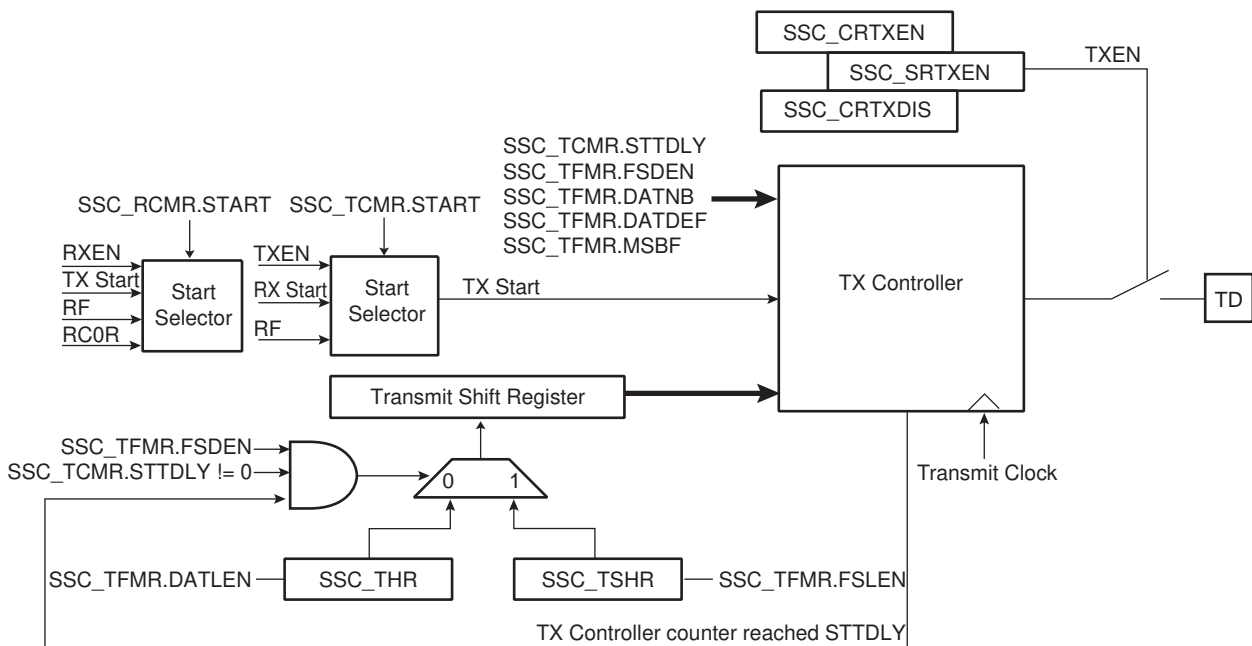 SSC_CRTXEN
SSC_SRTXEN
TXEN
SSC_CRTXDIS
SSC_TCMR.STTDLY
SSC_TFMR.FSDEN
SSC_TFMR.DATNB
SSC_TFMR.DATDEF
SSC_TFMR.MSBF
SSC_RCMR.START
SSC_TCMR.START
RXEN
TX Start
RF
RC0R
Start
Selector
TXEN
RX Start
RF
Start
Selector
TX Start
TX Controller
TD
Transmit Shift Register
SSC_TFMR.FSDEN
SSC_TCMR.STTDLY != 0
0
1
Transmit Clock
SSC_TFMR.DATLEN
SSC_THR
SSC_TSHR
SSC_TFMR.FSLEN
TX Controller counter reached STTDLY